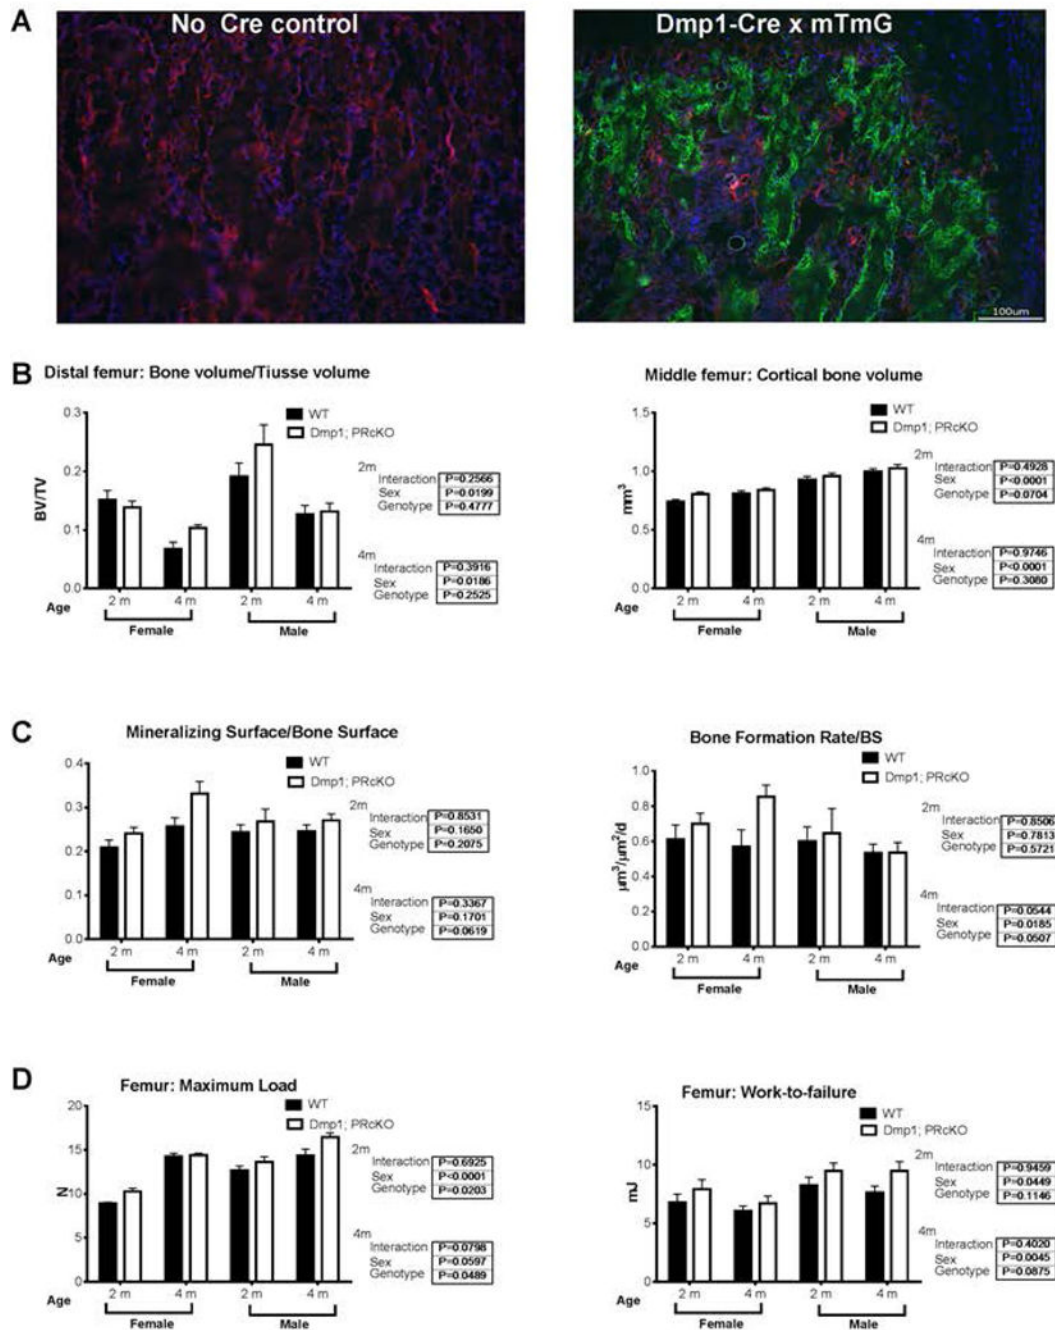 A
No Cre control
Dmp1-Cre x mTmG
100um
B
Distal femur: Bone volume/Tiusse volume
WT
Dmp1; PRcKO
BV/TV
0.3
0.2
0.1
0.0
2m
Interaction P=0.2566
Sex P=0.0199
Genotype P=0.4777
4m
Interaction P=0.3916
Sex P=0.0186
Genotype P=0.2525
Age
2 m 4 m 2 m 4 m
Female Male
Middle femur: Cortical bone volume
WT
Dmp1; PRcKO
mm³
1.5
1.0
0.5
0.0
2m
Interaction P=0.4928
Sex P<0.0001
Genotype P=0.0704
4m
Interaction P=0.9746
Sex P<0.0001
Genotype P=0.3080
Age
2 m 4 m 2 m 4 m
Female Male
C
Mineralizing Surface/Bone Surface
WT
Dmp1; PRcKO
0.4
0.3
0.2
0.1
0.0
2m
Interaction P=0.8531
Sex P=0.1650
Genotype P=0.2075
4m
Interaction P=0.3367
Sex P=0.1701
Genotype P=0.0619
Age
2 m 4 m 2 m 4 m
Female Male
Bone Formation Rate/BS
WT
Dmp1; PRcKO
μm³/μm²/d
1.0
0.8
0.6
0.4
0.2
0.0
2m
Interaction P=0.8506
Sex P=0.7813
Genotype P=0.5721
4m
Interaction P=0.0544
Sex P=0.0185
Genotype P=0.0507
Age
2 m 4 m 2 m 4 m
Female Male
D
Femur: Maximum Load
WT
Dmp1; PRcKO
N
20
15
10
5
0
2m
Interaction P=0.6925
Sex P<0.0001
Genotype P=0.0203
4m
Interaction P=0.0798
Sex P=0.0597
Genotype P=0.0489
Age
2 m 4 m 2 m 4 m
Female Male
Femur: Work-to-failure
WT
Dmp1; PRcKO
mJ
15
10
5
0
2m
Interaction P=0.9459
Sex P=0.0449
Genotype P=0.1146
4m
Interaction P=0.4020
Sex P=0.0045
Genotype P=0.0875
Age
2 m 4 m 2 m 4 m
Female Male